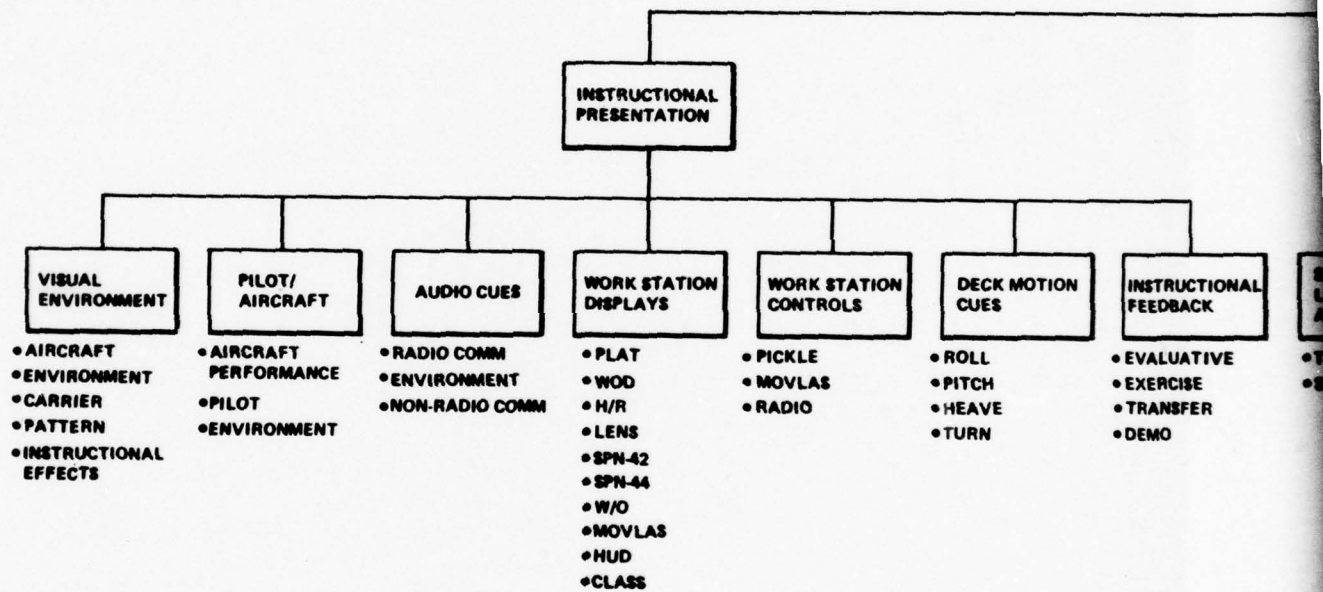 INSTRUCTIONAL
PRESENTATION
VISUAL
ENVIRONMENT
• AIRCRAFT
• ENVIRONMENT
• CARRIER
• PATTERN
• INSTRUCTIONAL
EFFECTS
PILOT/
AIRCRAFT
• AIRCRAFT
PERFORMANCE
• PILOT
• ENVIRONMENT
AUDIO CUES
• RADIO COMM
• ENVIRONMENT
• NON-RADIO COMM
WORK STATION
DISPLAYS
• PLAT
• WOD
• H/R
• LENS
• SPN-42
• SPN-44
• W/O
• MOVLAS
• HUD
• CLASS
WORK STATION
CONTROLS
• PICKLE
• MOVLAS
• RADIO
DECK MOTION
CUES
• ROLL
• PITCH
• HEAVE
• TURN
INSTRUCTIONAL
FEEDBACK
• EVALUATIVE
• EXERCISE
• TRANSFER
• DEMO